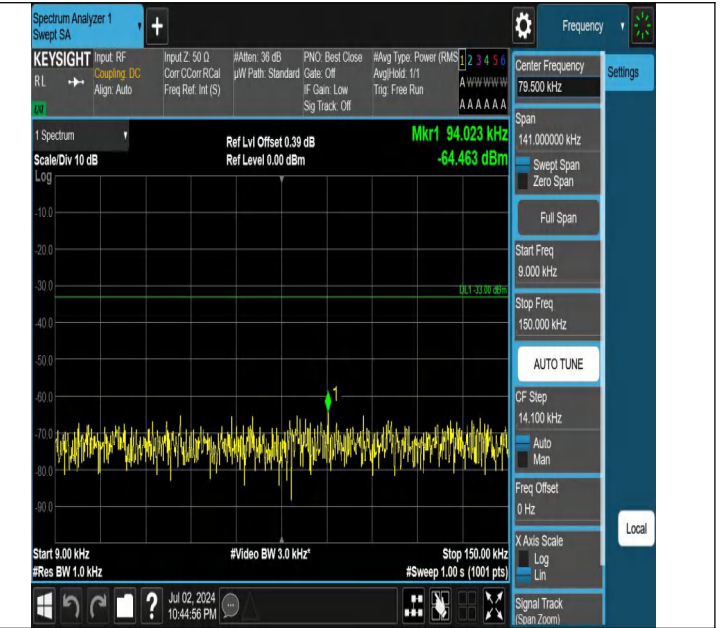 Spectrum Analyzer 1
Swept SA
+
Frequency
KEYSIGHT
RL
Input: RF
Coupling: DC
Align: Auto
Input Z: 50 Ω
Corr CCorr RCal
Freq Ref: Int (S)
#Atten: 36 dB
µW Path: Standard
PNO: Best Close
Gate: Off
IF Gain: Low
Sig Track: Off
#Avg Type: Power (RMS
Avg|Hold: 1/1
Trig: Free Run
1 2 3 4 5 6
A W W W W W
A A A A A A
1 Spectrum
Scale/Div 10 dB
Log
Ref Lvl Offset 0.39 dB
Ref Level 0.00 dBm
Mkr1 94.023 kHz
-64.463 dBm
-10.0
-20.0
-30.0
DL1 -33.00 dBm
-40.0
-50.0
-60.0
1
-70.0
-80.0
-90.0
Start 9.00 kHz
#Res BW 1.0 kHz
#Video BW 3.0 kHz*
Stop 150.00 kHz
#Sweep 1.00 s (1001 pts)
Center Frequency
79.500 kHz
Settings
Span
141.000000 kHz
Swept Span
Zero Span
Full Span
Start Freq
9.000 kHz
Stop Freq
150.000 kHz
AUTO TUNE
CF Step
14.100 kHz
Auto
Man
Freq Offset
0 Hz
X Axis Scale
Log
Lin
Local
Signal Track
(Span Zoom)
?
Jul 02, 2024
10:44:56 PM